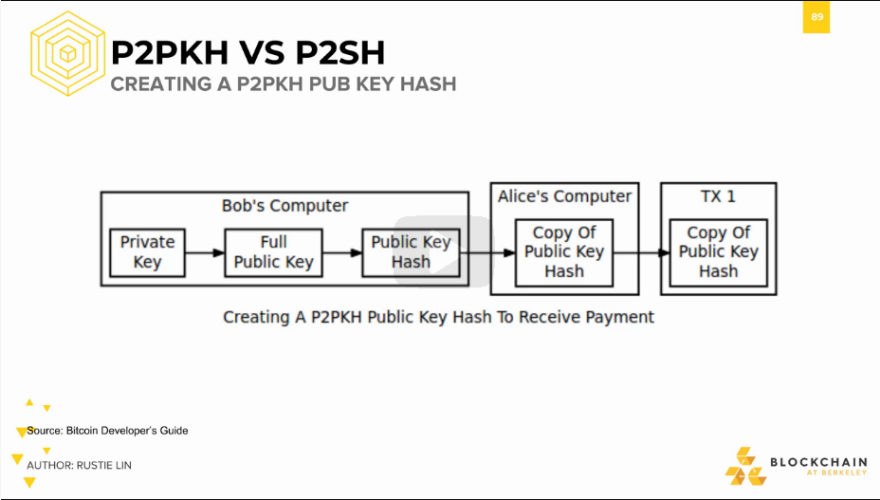 89
P2PKH VS P2SH
CREATING A P2PKH PUB KEY HASH
Bob's Computer
Private
Key
Full
Public Key
Public Key
Hash
Alice's Computer
Copy Of
Public Key
Hash
TX 1
Copy Of
Public Key
Hash
Creating A P2PKH Public Key Hash To Receive Payment
Source: Bitcoin Developer's Guide
AUTHOR: RUSTIE LIN
BLOCKCHAIN
AT BERKELEY